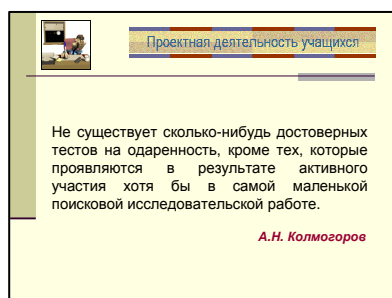 Проектная деятельность учащихся
Не существует сколько-нибудь достоверных
тестов на одаренность, кроме тех, которые
проявляются в результате активного
участия хотя бы в самой маленькой
поисковой исследовательской работе.
А.Н. Колмогоров